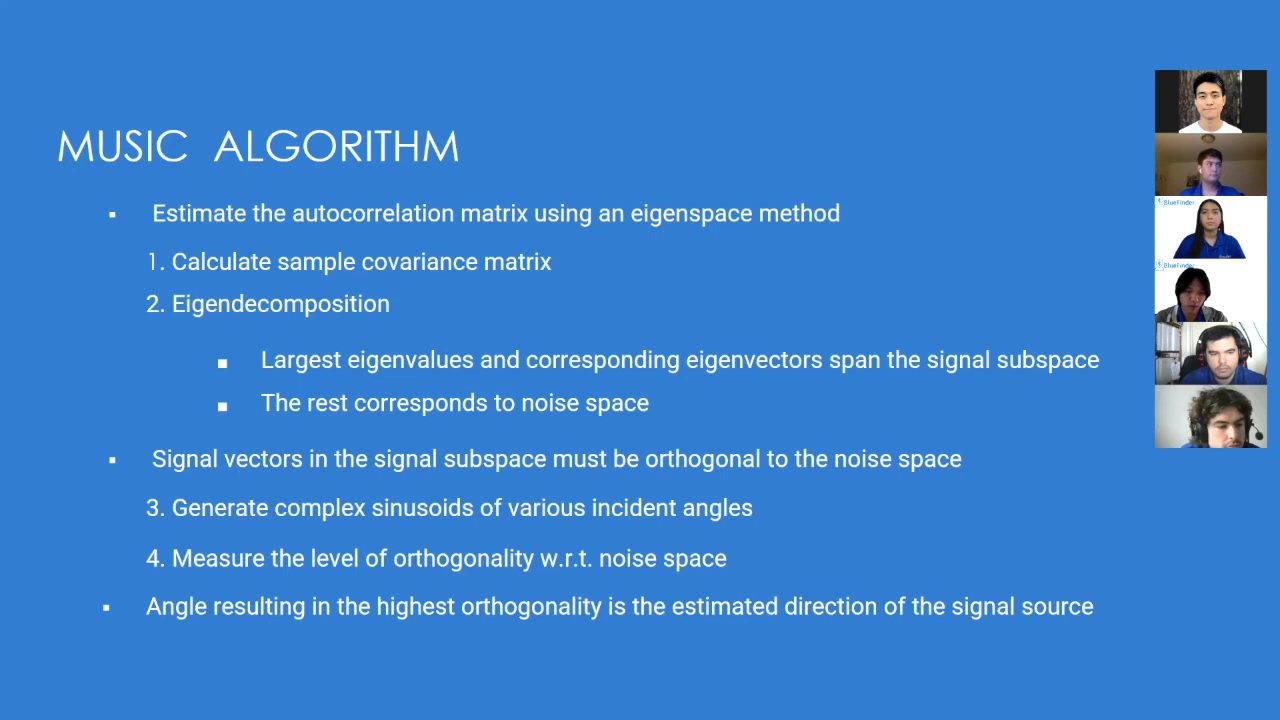 MUSIC ALGORITHM
▪ Estimate the autocorrelation matrix using an eigenspace method
1. Calculate sample covariance matrix
2. Eigendecomposition
▪ Largest eigenvalues and corresponding eigenvectors span the signal subspace
▪ The rest corresponds to noise space
▪ Signal vectors in the signal subspace must be orthogonal to the noise space
3. Generate complex sinusoids of various incident angles
4. Measure the level of orthogonality w.r.t. noise space
▪ Angle resulting in the highest orthogonality is the estimated direction of the signal source
BlueFinder
BlueFinder